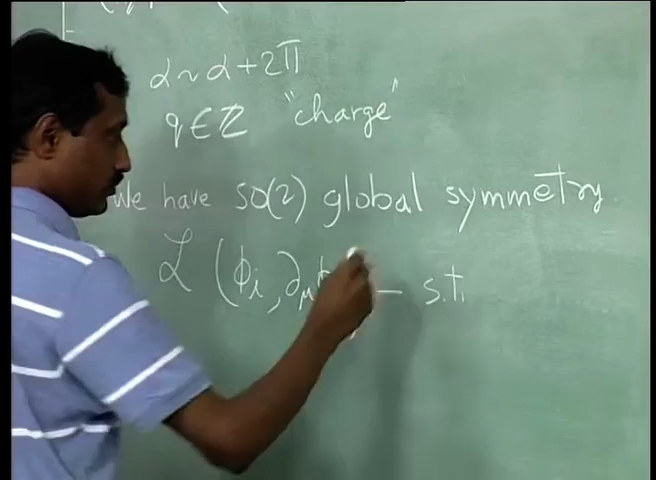 α ~ α + 2π
q ∈ ℤ "charge"
We have SO(2) global symmetry.
ℒ (φi, ∂μ — s.t.